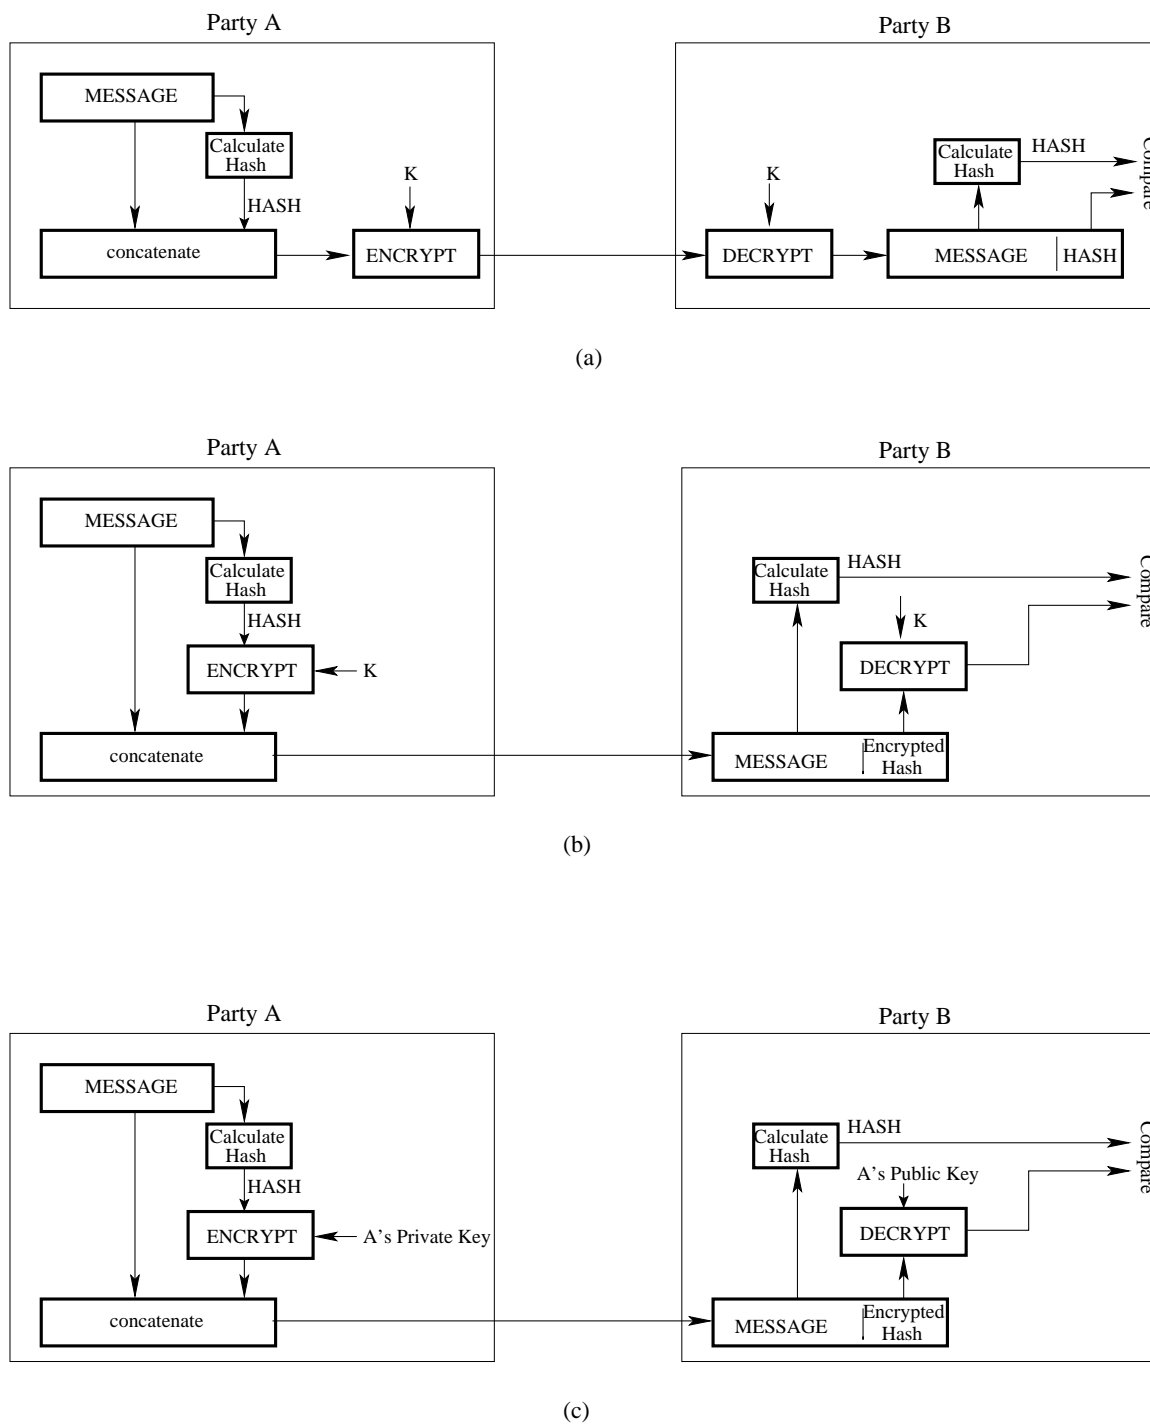 Party A
Party B
MESSAGE
Calculate
Hash
HASH
K
concatenate
ENCRYPT
K
DECRYPT
Calculate
Hash
HASH
MESSAGE
HASH
Compare
(a)
Party A
Party B
MESSAGE
Calculate
Hash
HASH
ENCRYPT
K
concatenate
Calculate
Hash
HASH
K
DECRYPT
MESSAGE
Encrypted
Hash
Compare
(b)
Party A
Party B
MESSAGE
Calculate
Hash
HASH
ENCRYPT
A's Private Key
concatenate
Calculate
Hash
HASH
A's Public Key
DECRYPT
MESSAGE
Encrypted
Hash
Compare
(c)